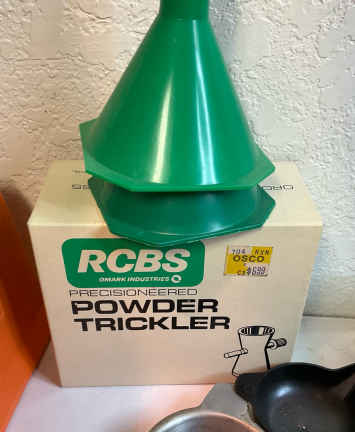 RCBS
OMARK INDUSTRIES
PRECISIONEERED
POWDER
TRICKLER
OSCO